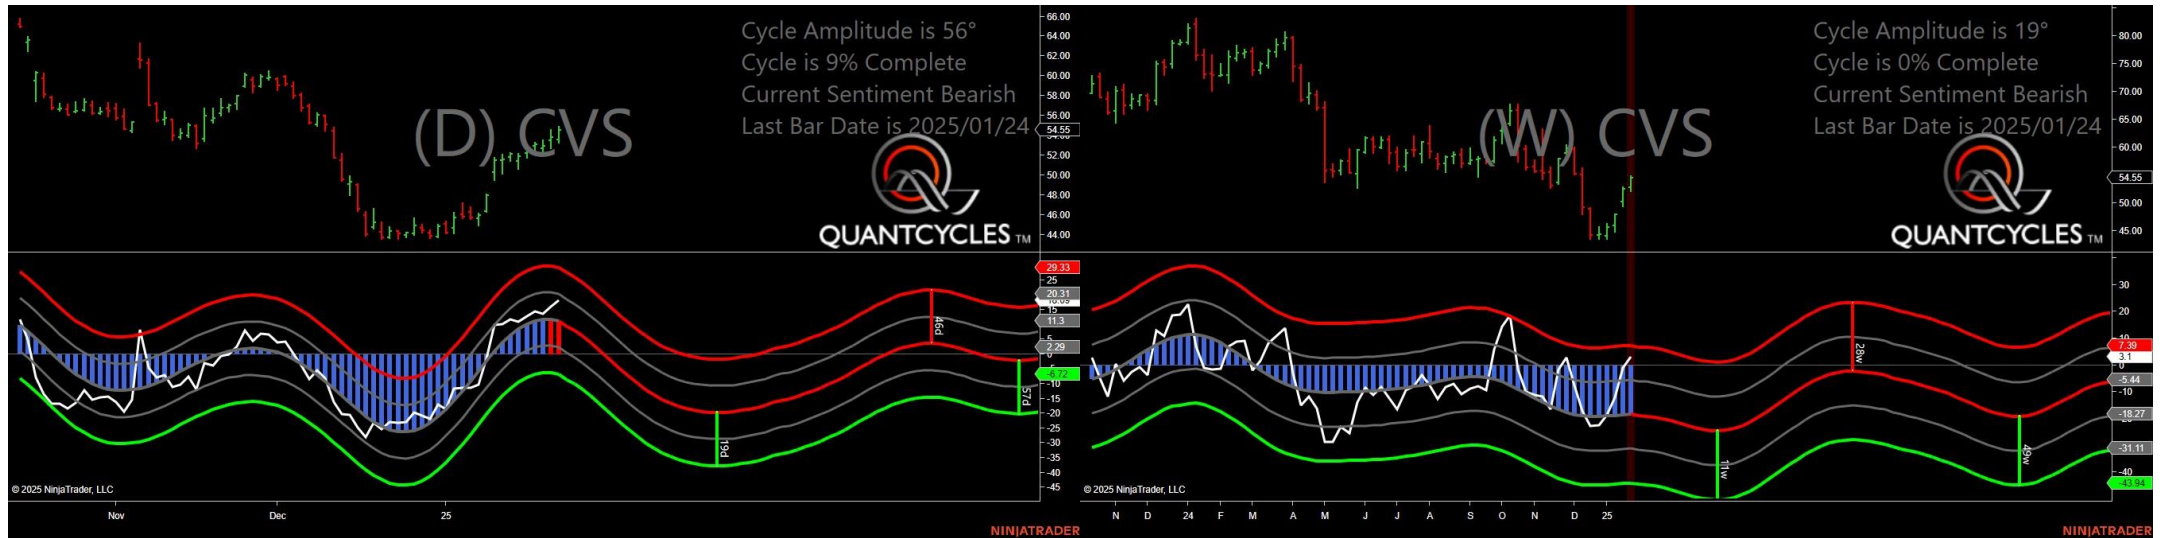 Cycle Amplitude is 56°
Cycle is 9% Complete
Current Sentiment Bearish
Last Bar Date is 2025/01/24
(D) CVS
QUANTCYCLES TM
66.00
64.00
62.00
60.00
58.00
56.00
54.55
52.00
50.00
48.00
46.00
44.00
29.33
25
20.31
15
11.3
5
2.29
-6.72
-10
-15
-20
-25
-30
-35
-40
-45
46d
57d
19d
© 2025 NinjaTrader, LLC
Nov Dec 25
NINJATRADER
Cycle Amplitude is 19°
Cycle is 0% Complete
Current Sentiment Bearish
Last Bar Date is 2025/01/24
(W) CVS
QUANTCYCLES TM
80.00
75.00
70.00
65.00
60.00
54.55
50.00
45.00
30
20
10
7.39
3.1
0
-5.44
-10
-18.27
-31.11
-40
-43.94
28w
49w
11w
© 2025 NinjaTrader, LLC
N D 24 F M A M J J A S O N D 25
NINJATRADER